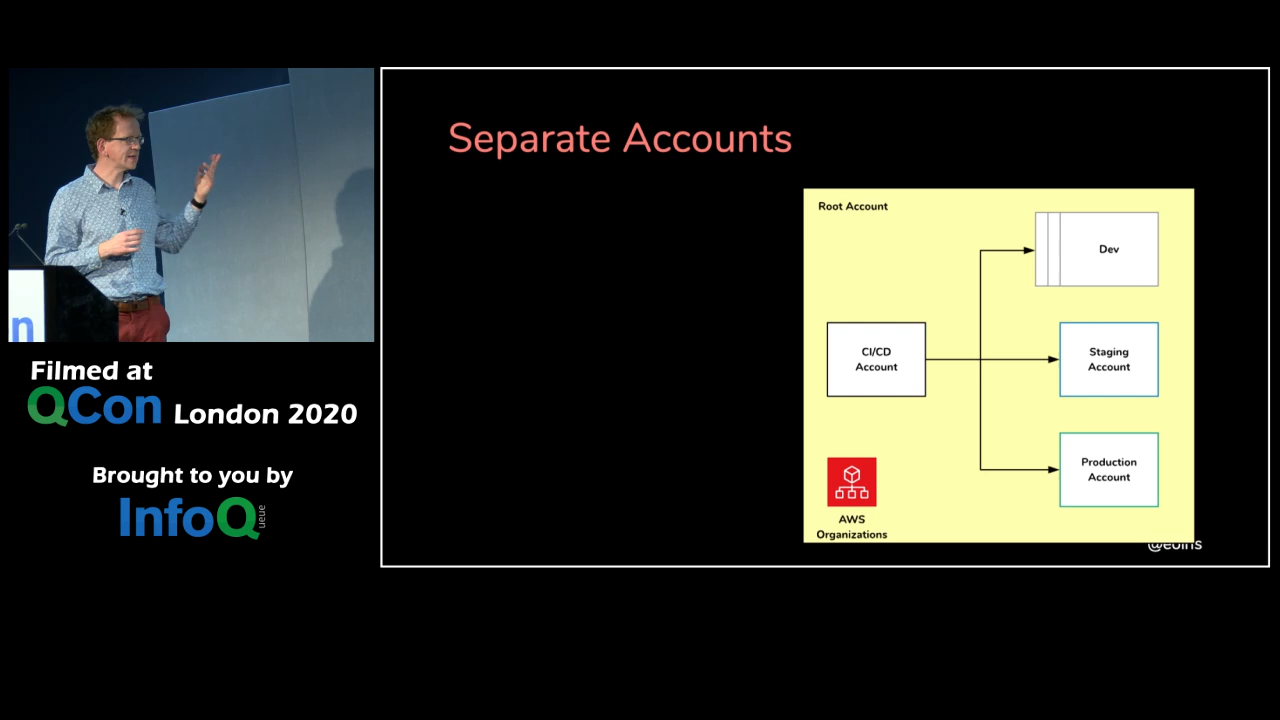 Separate Accounts
Root Account
Dev
CI/CD
Account
Staging
Account
Production
Account
AWS
Organizations
n
Filmed at
QCon London 2020
Brought to you by
InfoQ
ueue